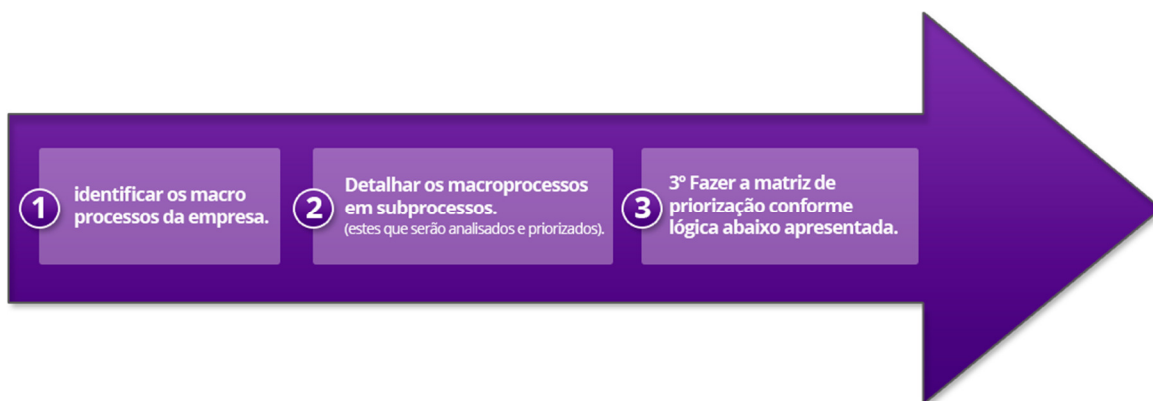 1
identificar os macro
processos da empresa.
2
Detalhar os macroprocessos
em subprocessos.
(estes que serão analisados e priorizados).
3
3º Fazer a matriz de
priorização conforme
lógica abaixo apresentada.